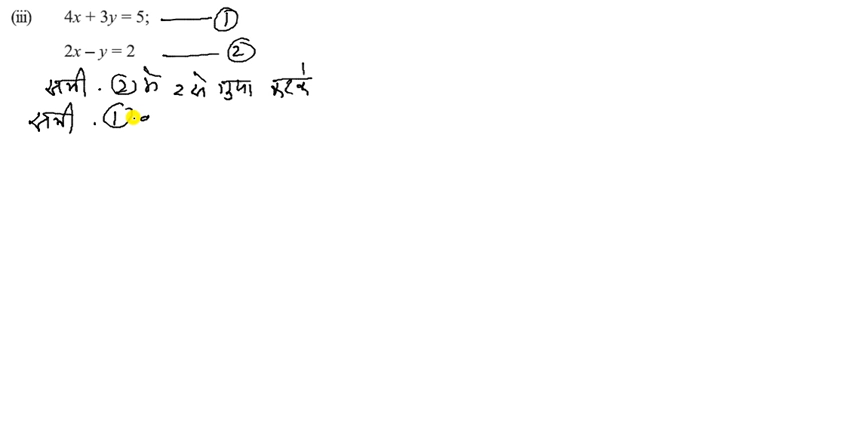 (iii) 4x + 3y = 5; —— ①
2x – y = 2 —— ②
समी. ② में 2 से गुणा करके
समी. ①